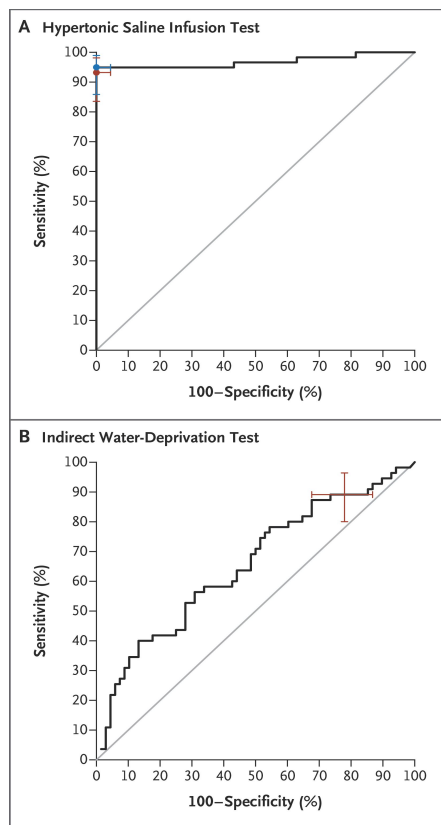 A Hypertonic Saline Infusion Test
100
90
80
70
60
50
40
30
20
10
0
Sensitivity (%)
0 10 20 30 40 50 60 70 80 90 100
100–Specificity (%)
B Indirect Water-Deprivation Test
100
90
80
70
60
50
40
30
20
10
0
Sensitivity (%)
0 10 20 30 40 50 60 70 80 90 100
100–Specificity (%)